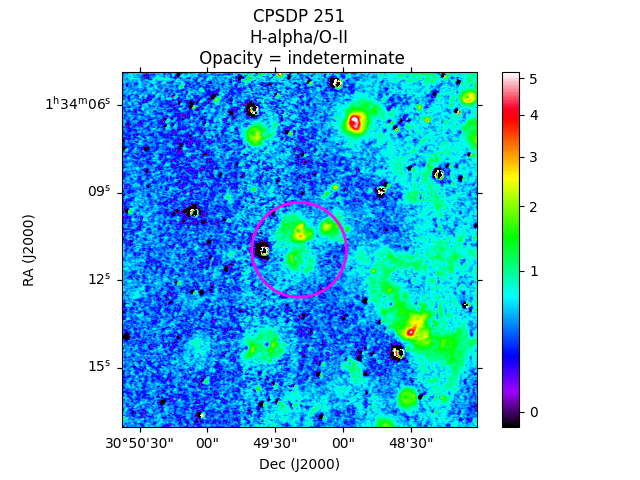 CPSDP 251
H-alpha/O-II
Opacity = indeterminate
1ʰ34ᵐ06ˢ
09ˢ
12ˢ
15ˢ
RA (J2000)
30°50'30" 00" 49'30" 00" 48'30"
Dec (J2000)
5
4
3
2
1
0